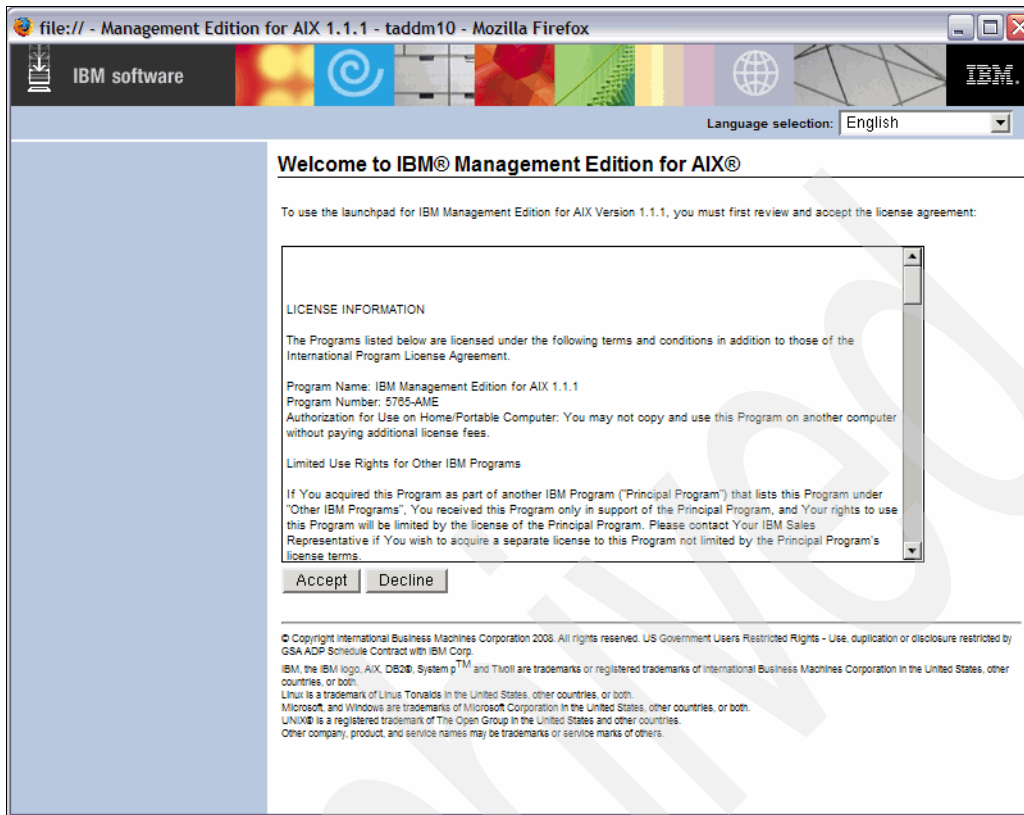 file:// - Management Edition for AIX 1.1.1 - taddm10 - Mozilla Firefox
IBM software
IBM.
Language selection: English
Welcome to IBM® Management Edition for AIX®
To use the launchpad for IBM Management Edition for AIX Version 1.1.1, you must first review and accept the license agreement:
LICENSE INFORMATION
The Programs listed below are licensed under the following terms and conditions in addition to those of the
International Program License Agreement.
Program Name: IBM Management Edition for AIX 1.1.1
Program Number: 5765-AME
Authorization for Use on Home/Portable Computer: You may not copy and use this Program on another computer
without paying additional license fees.
Limited Use Rights for Other IBM Programs
If You acquired this Program as part of another IBM Program ("Principal Program") that lists this Program under
"Other IBM Programs", You received this Program only in support of the Principal Program, and Your rights to use
this Program will be limited by the license of the Principal Program. Please contact Your IBM Sales
Representative if You wish to acquire a separate license to this Program not limited by the Principal Program's
license terms.
Accept Decline
© Copyright International Business Machines Corporation 2008. All rights reserved. US Government Users Restricted Rights - Use, duplication or disclosure restricted by
GSA ADP Schedule Contract with IBM Corp.
IBM, the IBM logo, AIX, DB2®, System p™ and Tivoli are trademarks or registered trademarks of International Business Machines Corporation in the United States, other
countries, or both.
Linux is a trademark of Linus Torvalds in the United States, other countries, or both.
Microsoft, and Windows are trademarks of Microsoft Corporation in the United States, other countries, or both.
UNIX® is a registered trademark of The Open Group in the United States and other countries.
Other company, product, and service names may be trademarks or service marks of others.